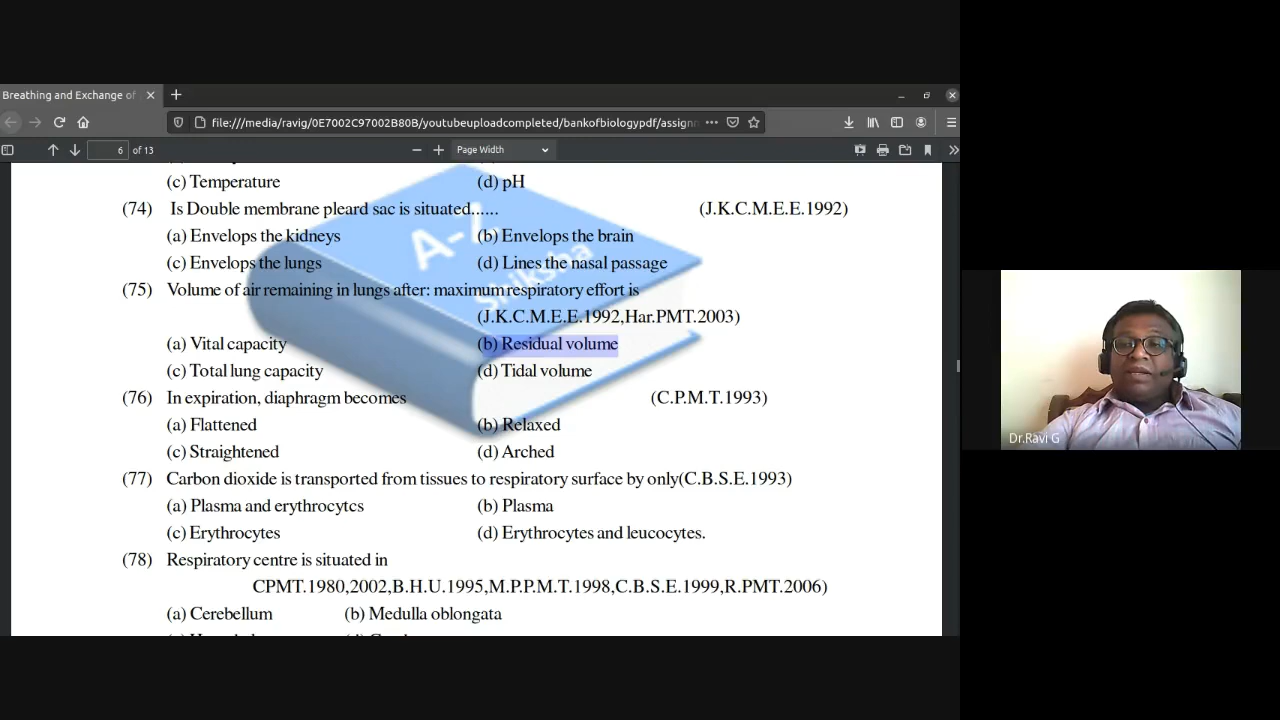 Breathing and Exchange of
file:///media/ravig/0E7002C97002B80B/youtubeuploadcompleted/bankofbiologypdf/assign
6 of 13
Page Width
(c) Temperature (d) pH
(74) Is Double membrane pleard sac is situated...... (J.K.C.M.E.E.1992)
(a) Envelops the kidneys (b) Envelops the brain
(c) Envelops the lungs (d) Lines the nasal passage
(75) Volume of air remaining in lungs after: maximum respiratory effort is
(J.K.C.M.E.E.1992,Har.PMT.2003)
(a) Vital capacity (b) Residual volume
(c) Total lung capacity (d) Tidal volume
(76) In expiration, diaphragm becomes (C.P.M.T.1993)
(a) Flattened (b) Relaxed
(c) Straightened (d) Arched
(77) Carbon dioxide is transported from tissues to respiratory surface by only(C.B.S.E.1993)
(a) Plasma and erythrocytcs (b) Plasma
(c) Erythrocytes (d) Erythrocytes and leucocytes.
(78) Respiratory centre is situated in
CPMT.1980,2002,B.H.U.1995,M.P.P.M.T.1998,C.B.S.E.1999,R.PMT.2006)
(a) Cerebellum (b) Medulla oblongata
A-Z
Shiksha
Dr.Ravi G